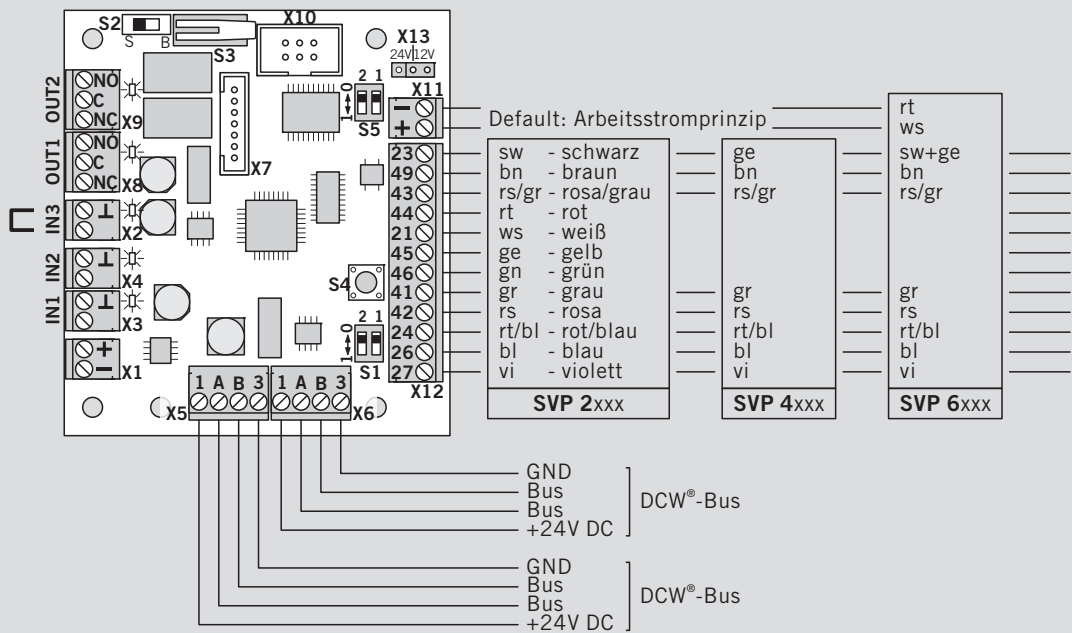 S2
S B
S3
X10
X13
24V 12V
X11
2 1
1 0
S5
OUT2
NO
C
NC
X9
OUT1
NO
C
NC
X8
X7
IN3
X2
IN2
X4
IN1
X3
+
−
X1
S4
2 1
1 0
S1
X12
−
+
Default: Arbeitsstromprinzip
rt
ws
23 sw - schwarz ge sw+ge
49 bn - braun bn bn
43 rs/gr - rosa/grau rs/gr rs/gr
44 rt - rot
21 ws - weiß
45 ge - gelb
46 gn - grün
41 gr - grau gr gr
42 rs - rosa rs rs
24 rt/bl - rot/blau rt/bl rt/bl
26 bl - blau bl bl
27 vi - violett vi vi
SVP 2xxx SVP 4xxx SVP 6xxx
X5 1 A B 3 1 A B 3 X6
GND
Bus
Bus
+24V DC
DCW®-Bus
GND
Bus
Bus
+24V DC
DCW®-Bus